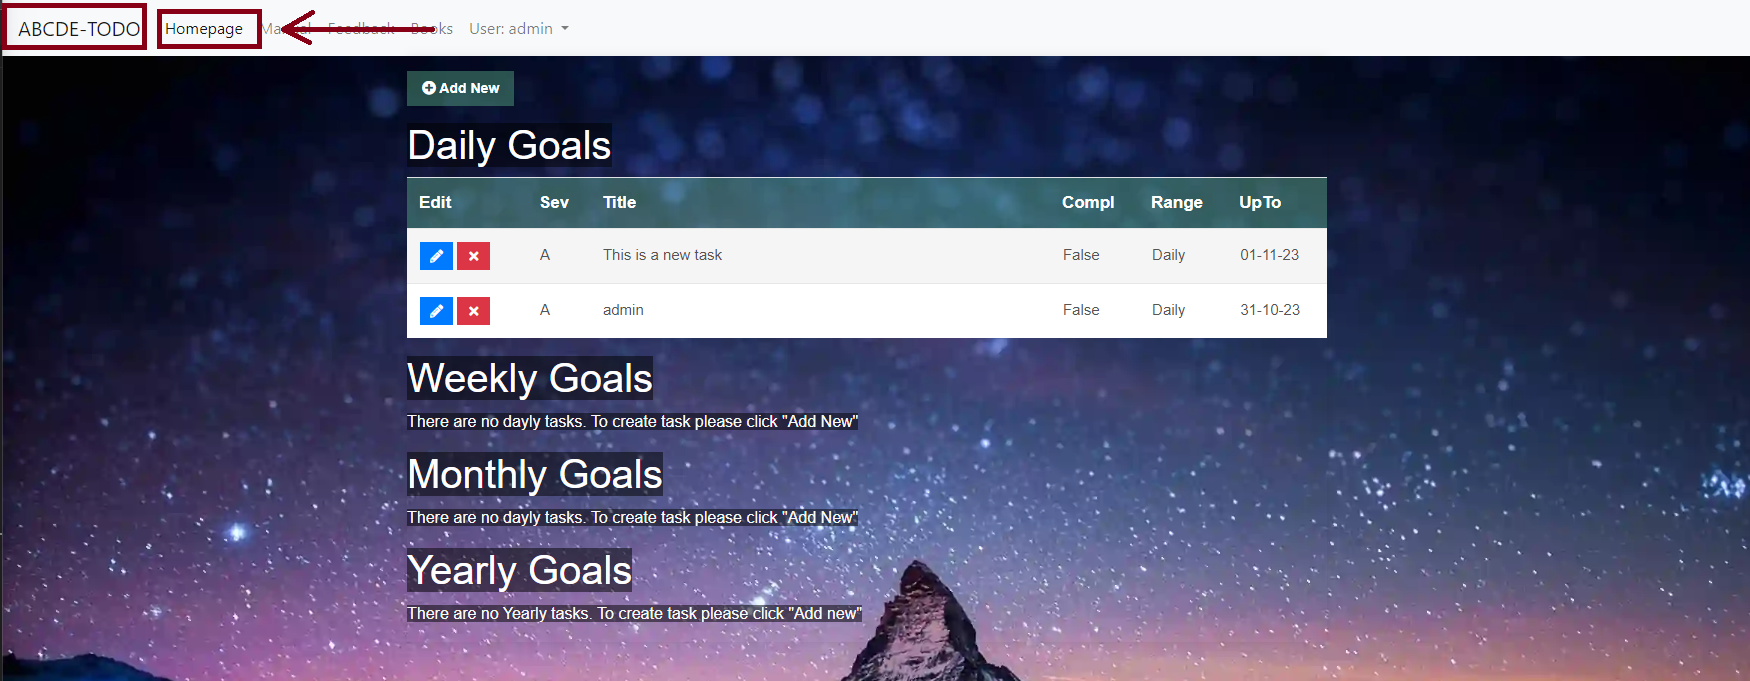 ABCDE-TODO Homepage Manual Feedback Books User: admin
Add New
Daily Goals
Edit Sev Title Compl Range UpTo
A This is a new task False Daily 01-11-23
A admin False Daily 31-10-23
Weekly Goals
There are no dayly tasks. To create task please click "Add New"
Monthly Goals
There are no dayly tasks. To create task please click "Add New"
Yearly Goals
There are no Yearly tasks. To create task please click "Add new"